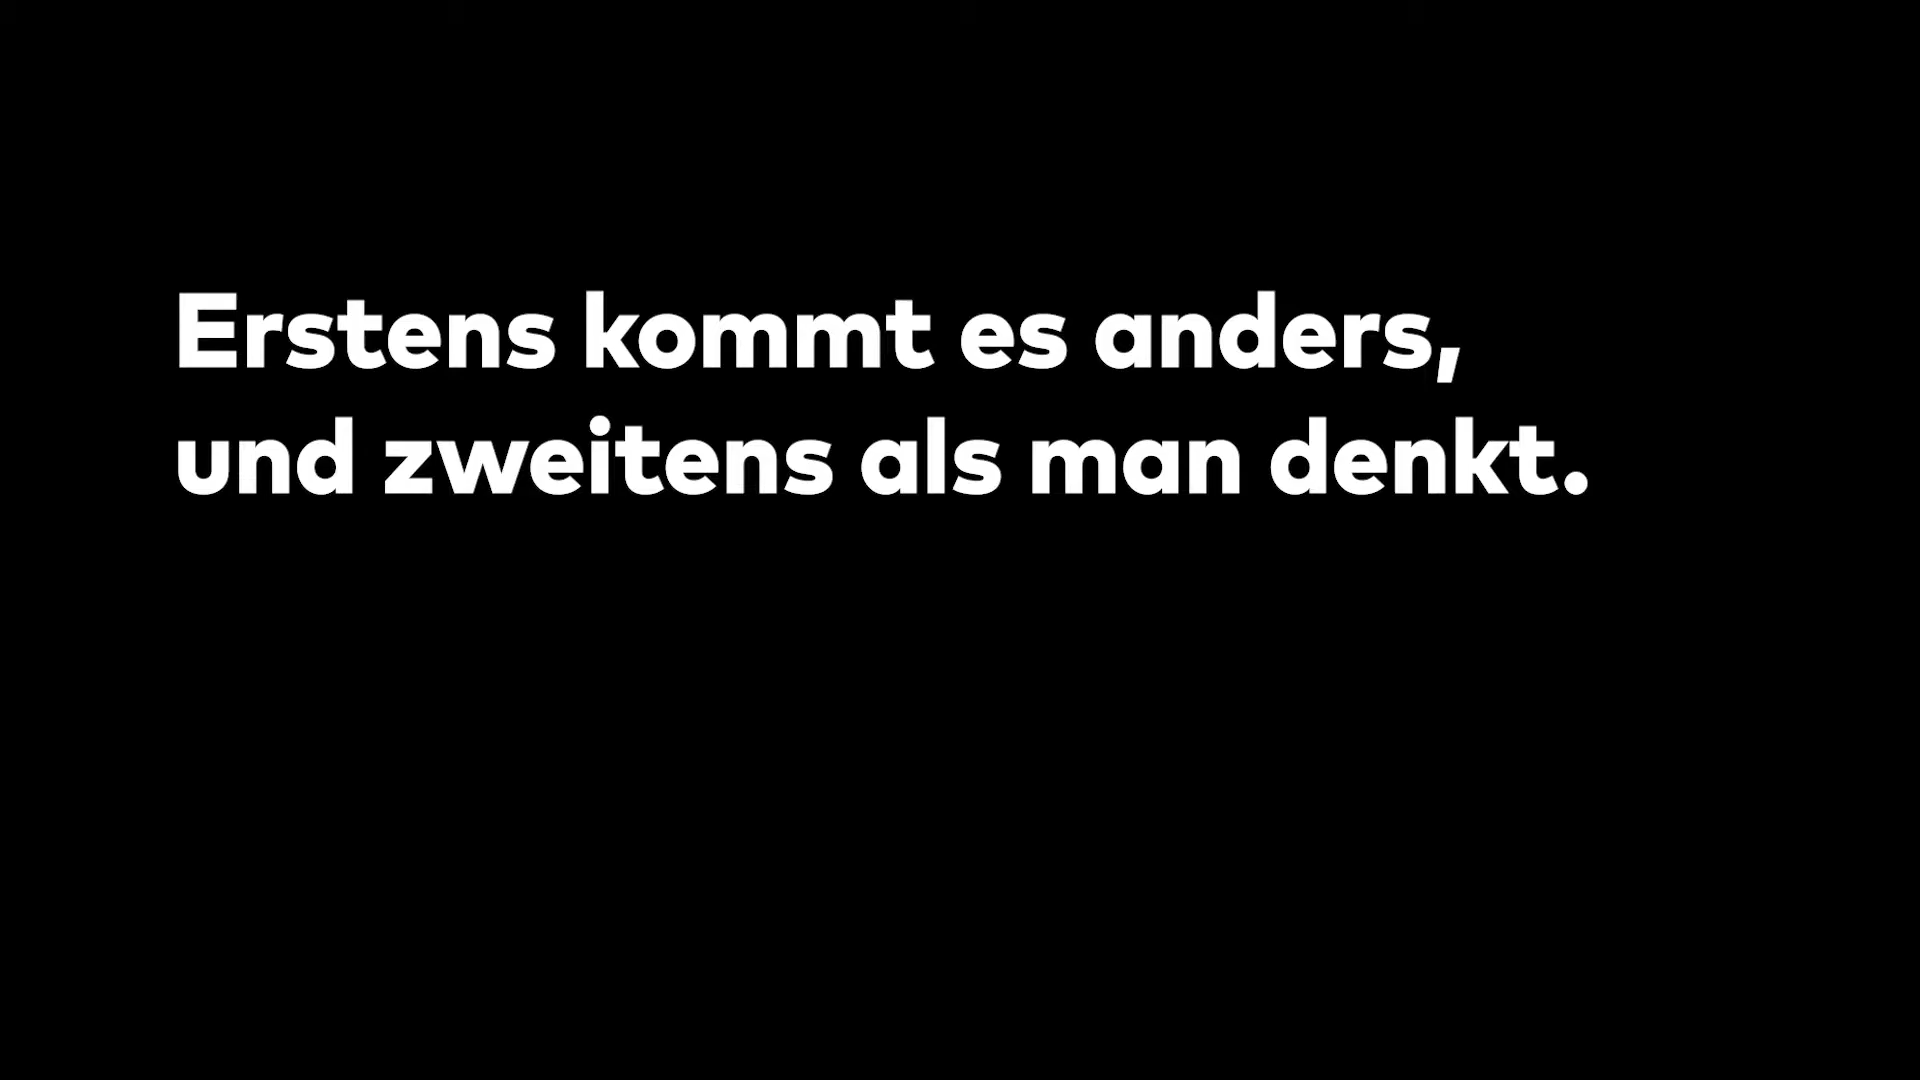 Erstens kommt es anders,
und zweitens als man denkt.